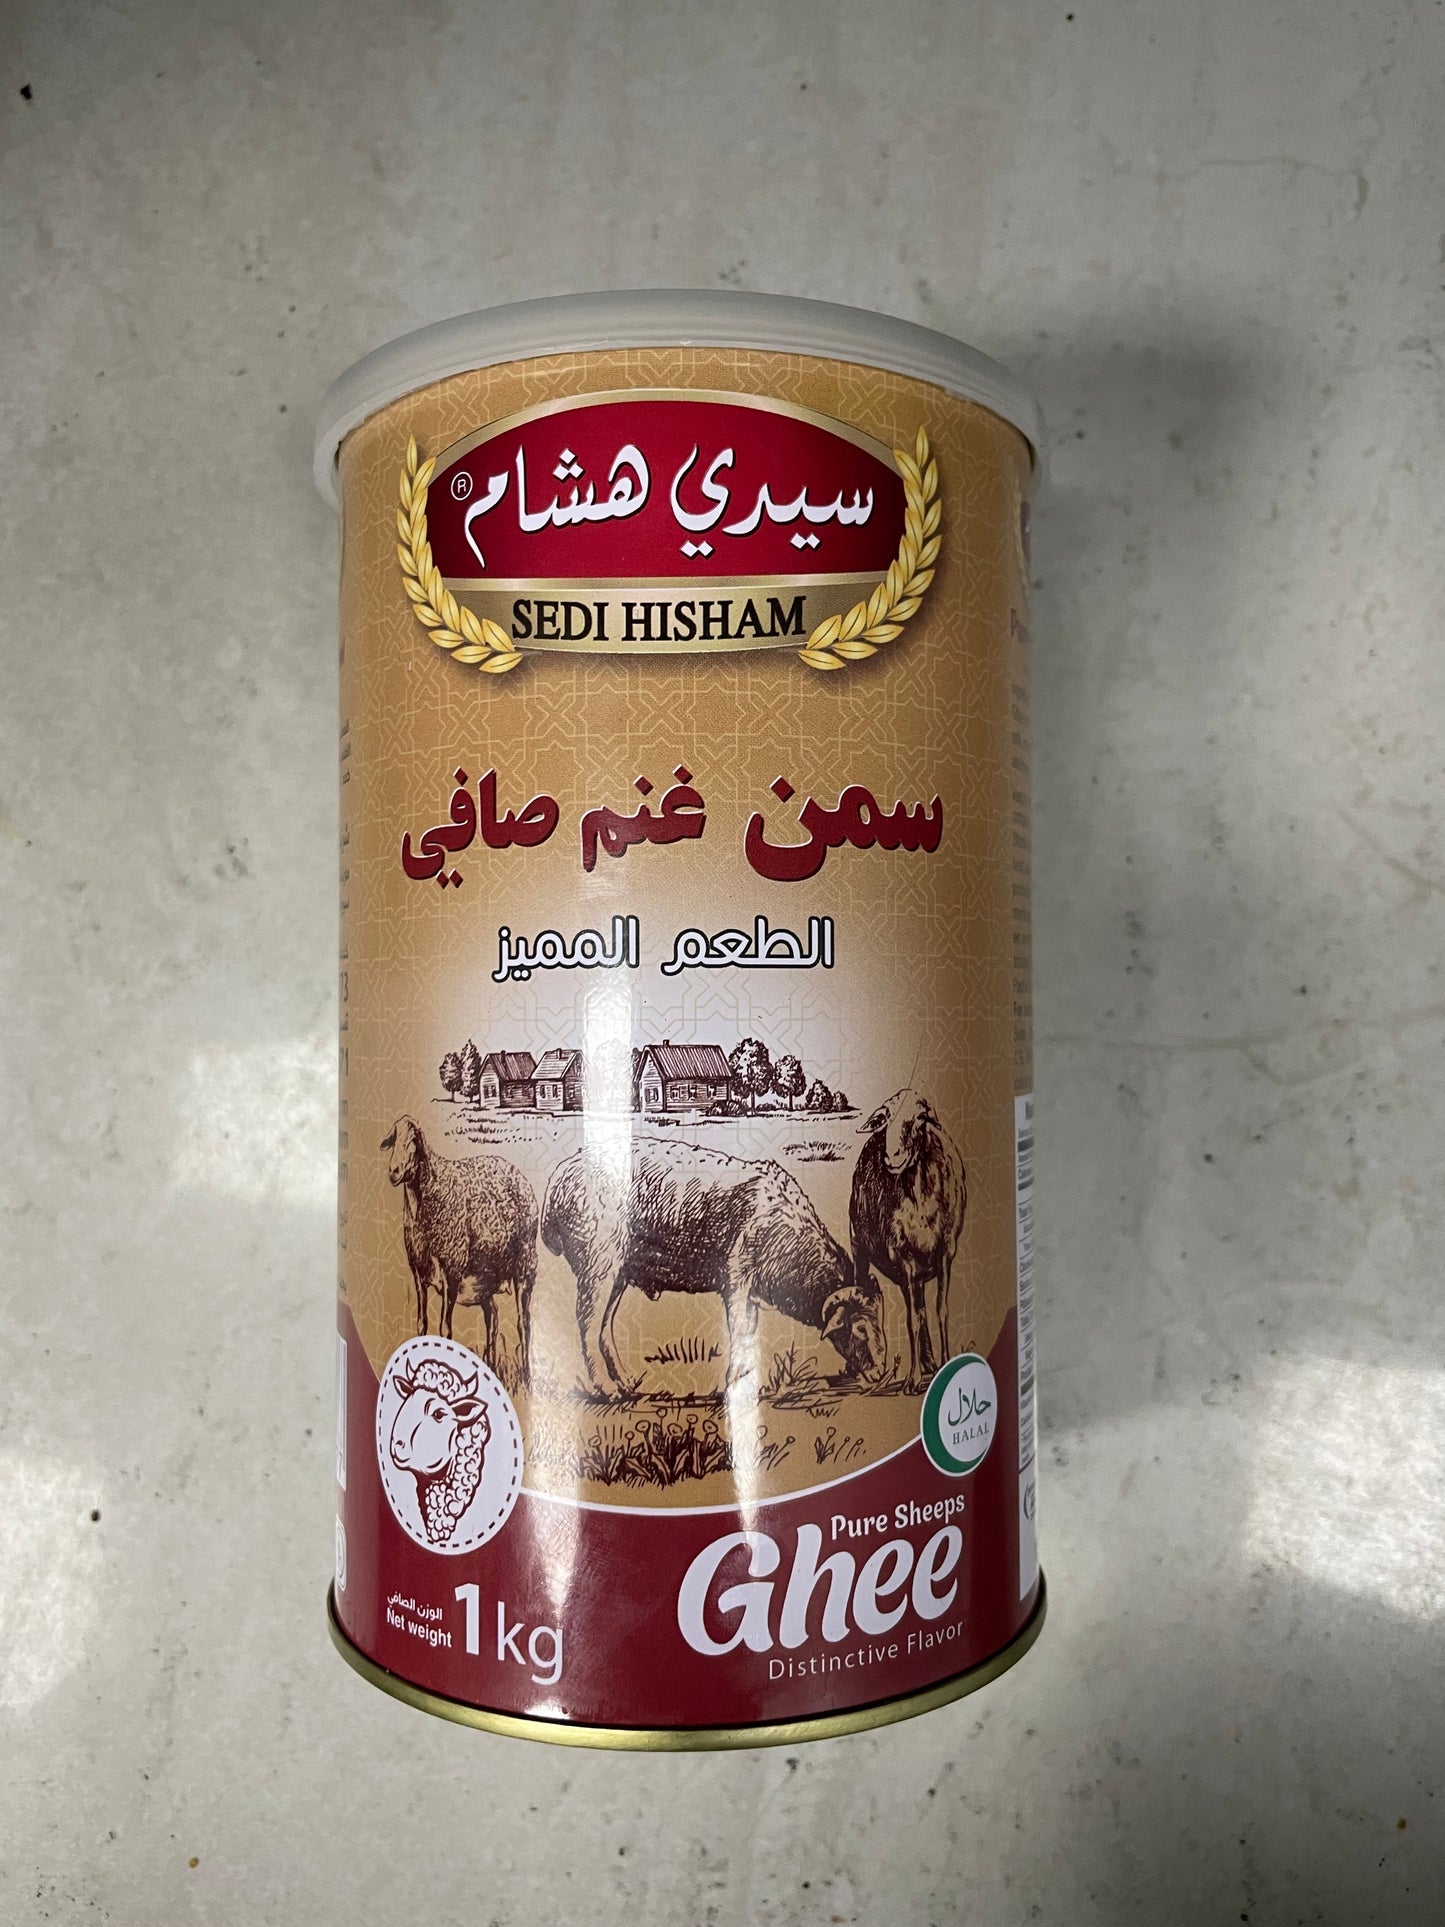 سيدي هشام ®
SEDI HISHAM
سمن غنم صافي
الطعم المميز
حلال
HALAL
Pure Sheeps
Ghee
Distinctive Flavor
الوزن الصافي
Net weight 1kg